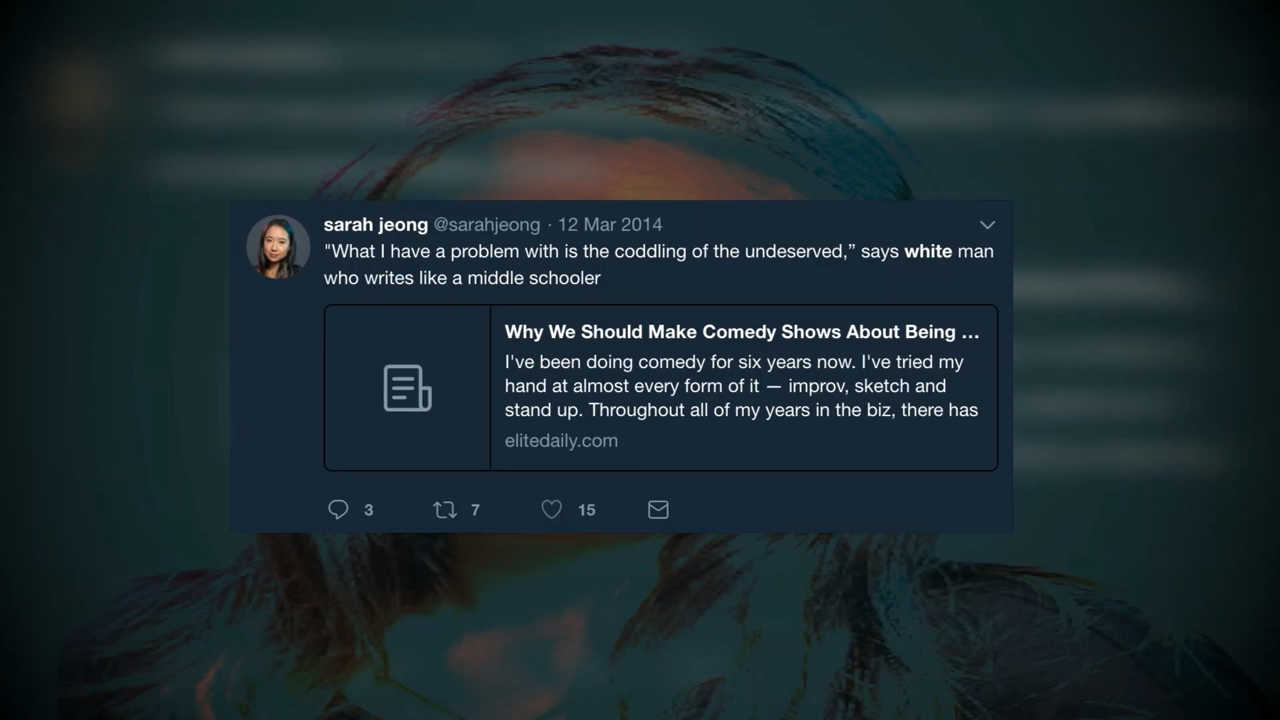 sarah jeong @sarahjeong · 12 Mar 2014
"What I have a problem with is the coddling of the undeserved,” says white man
who writes like a middle schooler
Why We Should Make Comedy Shows About Being ...
I've been doing comedy for six years now. I've tried my
hand at almost every form of it — improv, sketch and
stand up. Throughout all of my years in the biz, there has
elitedaily.com
3 7 15